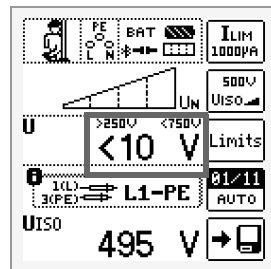 PE BAT ILIM
L N 1000µA
500V
UN UISO
U >250V <750V
<10 V Limits
1(L) 01/11
3(PE) L1-PE AUTO
UISO
495 V